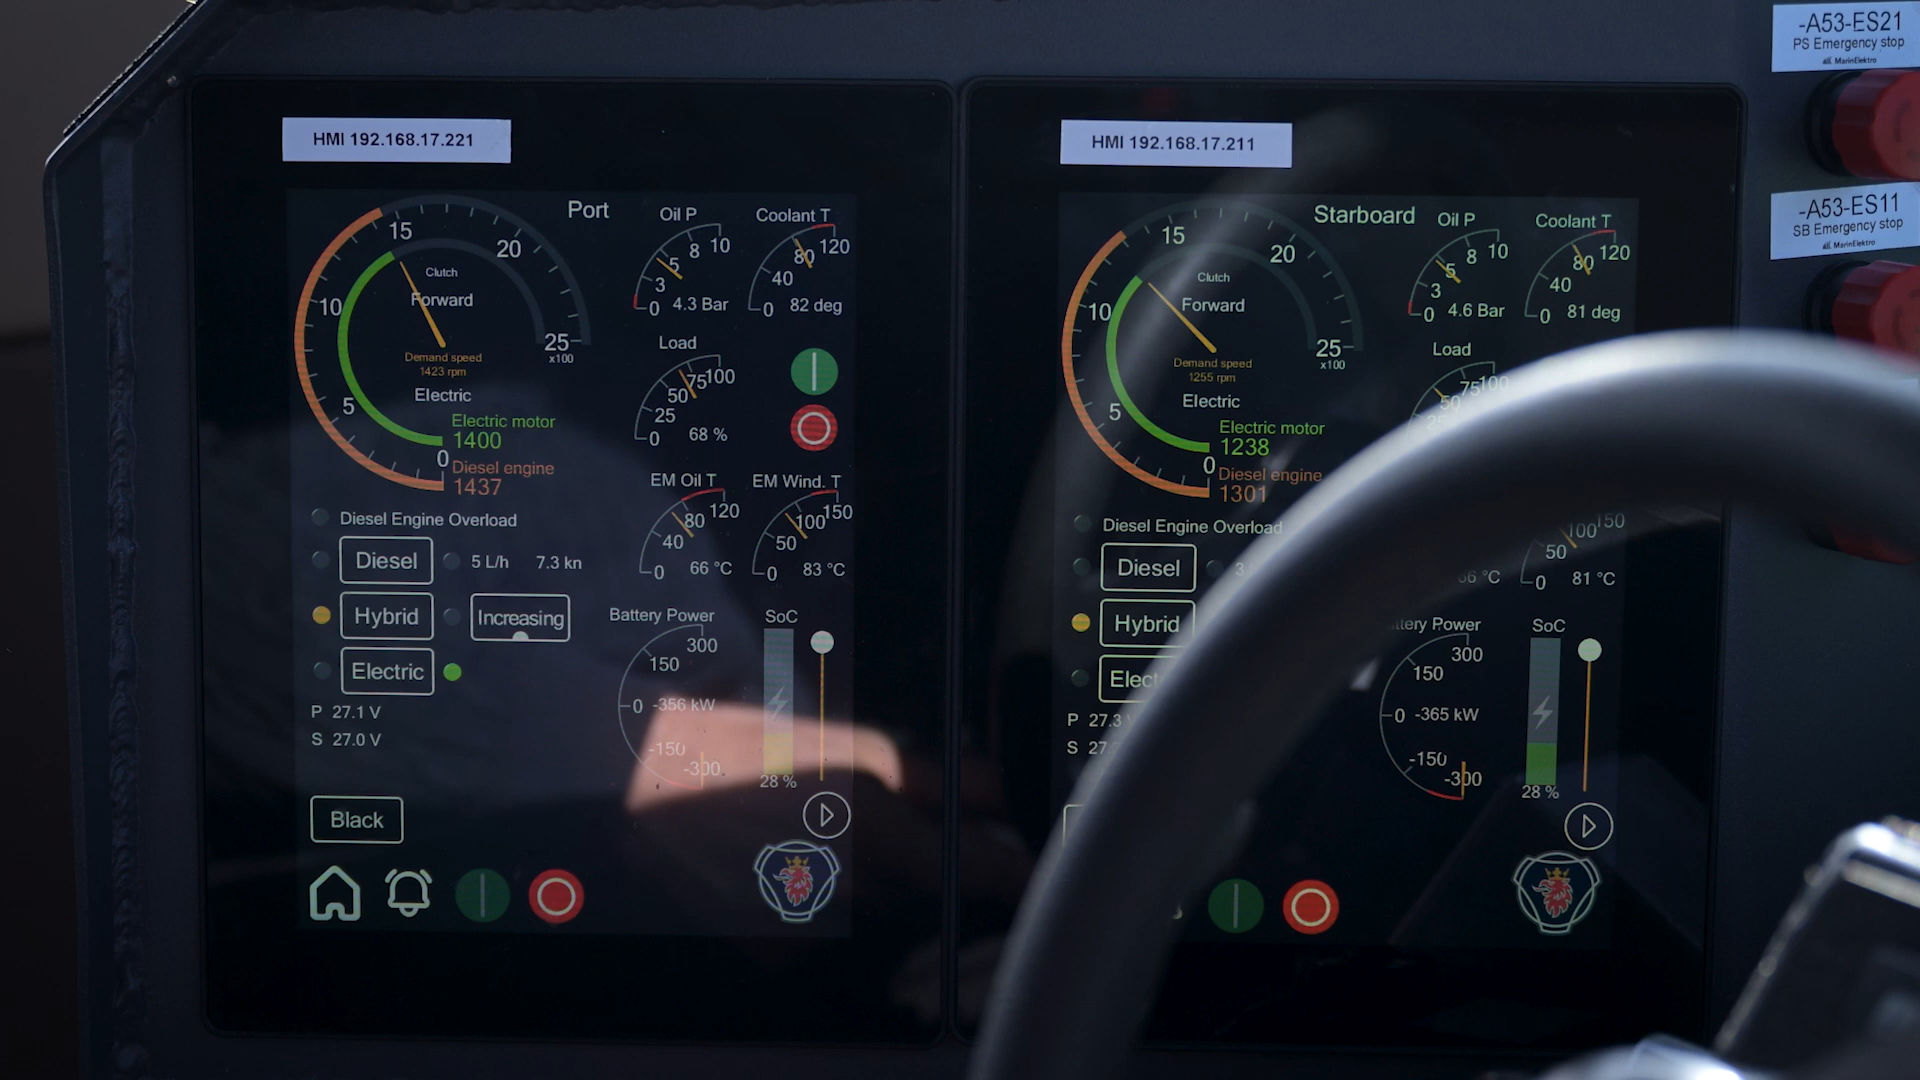 -A53-ES21
PS Emergency stop
MarinElektro
-A53-ES11
SB Emergency stop
MarinElektro
HMI 192.168.17.221
Port
15
20
10
25
x100
5
0
Clutch
Forward
Demand speed
1423 rpm
Electric
Electric motor
1400
Diesel engine
1437
Oil P
10
8
5
3
0
4.3 Bar
Coolant T
120
80
40
0
82 deg
Load
100
75
50
25
0
68 %
EM Oil T
120
80
40
0
66 °C
EM Wind. T
150
100
50
0
83 °C
Diesel Engine Overload
Diesel
5 L/h 7.3 kn
Hybrid
Increasing
Electric
P 27.1 V
S 27.0 V
Battery Power
300
150
0 -356 kW
-150
-300
SoC
28 %
Black
HMI 192.168.17.211
Starboard
15
20
10
25
x100
5
0
Clutch
Forward
Demand speed
1255 rpm
Electric
Electric motor
1238
Diesel engine
1301
Oil P
10
8
5
3
0
4.6 Bar
Coolant T
120
80
40
0
81 deg
Load
100
75
50
150
100
50
0
81 °C
Diesel Engine Overload
Diesel
Hybrid
P 27.3
S 27.
Power
300
150
0 -365 kW
-150
-300
SoC
28 %